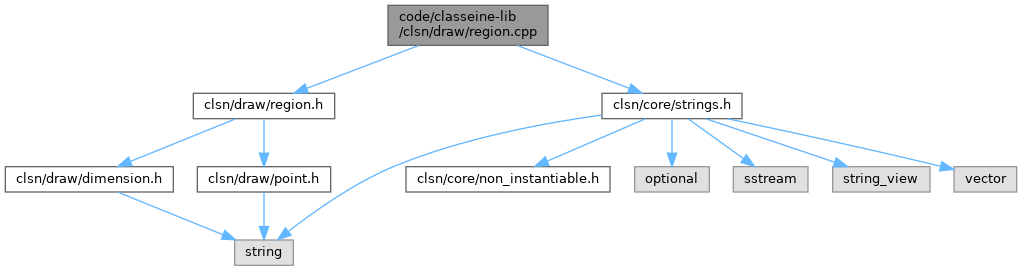 code/classeine-lib
/clsn/draw/region.cpp
clsn/draw/region.h
clsn/core/strings.h
clsn/draw/dimension.h
clsn/draw/point.h
clsn/core/non_instantiable.h
optional
sstream
string_view
vector
string